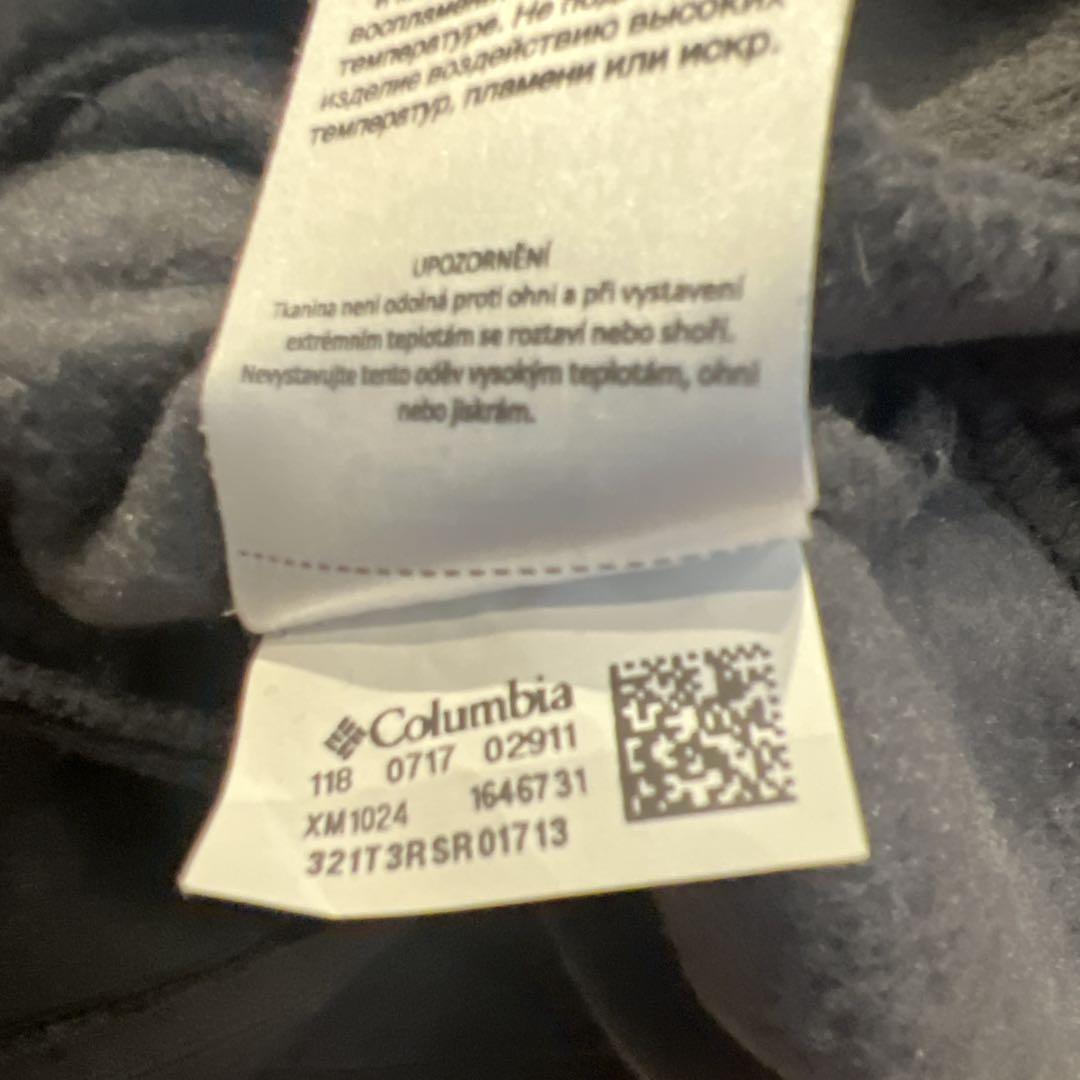 температуре. Не
изделие воздействию высоких
температур, пламени или искр.
UPOZORNĚNÍ
Tkanina není odolná proti ohni a při vystavení
extrémním teplotám se roztaví nebo shoří.
Nevystavujte tento oděv vysokým teplotám, ohni
nebo jiskrám.
Columbia
118 0717 02911
XM1024 1646731
321T3RSR01713